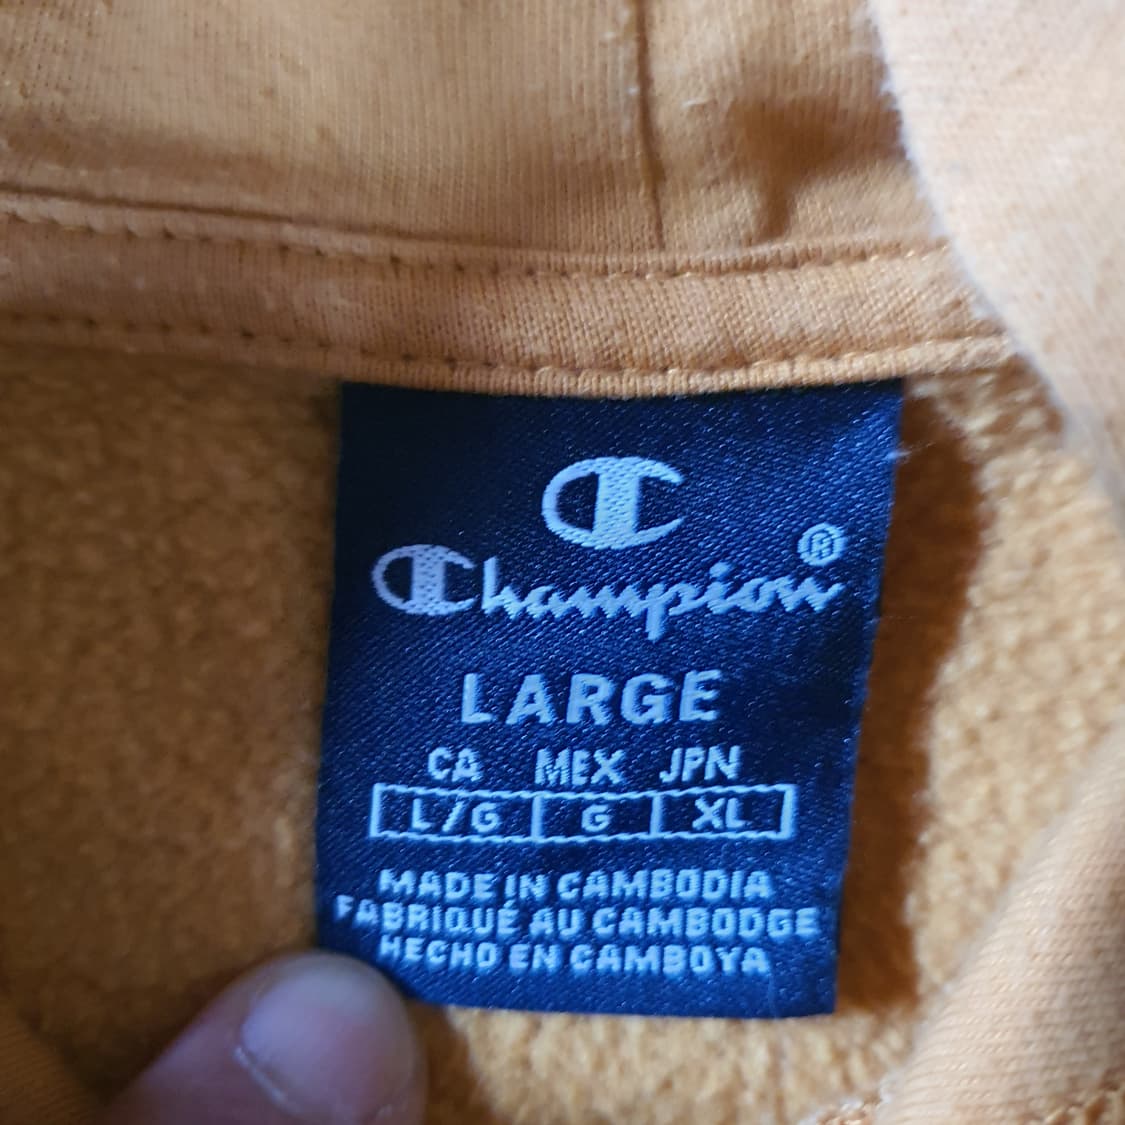 C
Champion®
LARGE
CA MEX JPN
L/G G XL
MADE IN CAMBODIA
FABRIQUÉ AU CAMBODGE
HECHO EN CAMBOYA